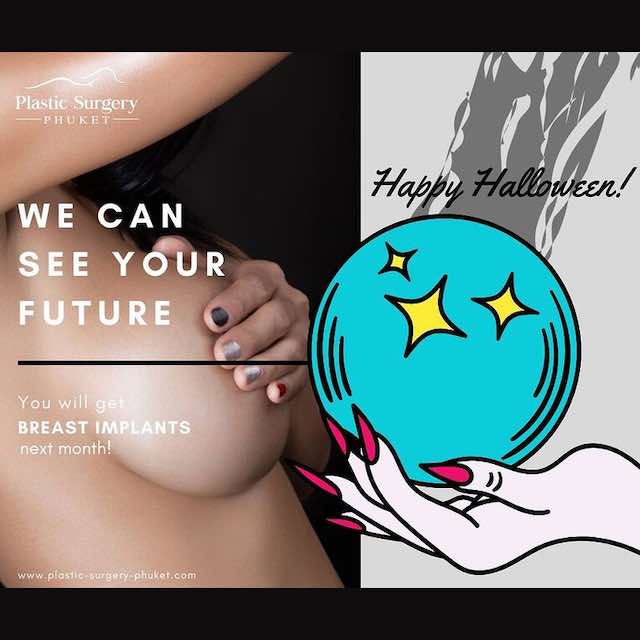 Plastic Surgery
PHUKET
WE CAN
SEE YOUR
FUTURE
You will get
BREAST IMPLANTS
next month!
www.plastic-surgery-phuket.com
Happy Halloween!